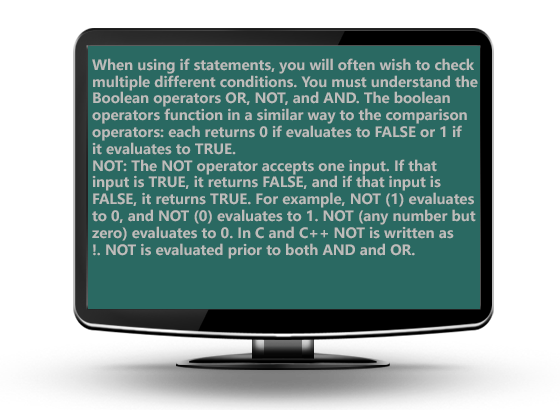 When using if statements, you will often wish to check
multiple different conditions. You must understand the
Boolean operators OR, NOT, and AND. The boolean
operators function in a similar way to the comparison
operators: each returns 0 if evaluates to FALSE or 1 if
it evaluates to TRUE.
NOT: The NOT operator accepts one input. If that
input is TRUE, it returns FALSE, and if that input is
FALSE, it returns TRUE. For example, NOT (1) evaluates
to 0, and NOT (0) evaluates to 1. NOT (any number but
zero) evaluates to 0. In C and C++ NOT is written as
!. NOT is evaluated prior to both AND and OR.